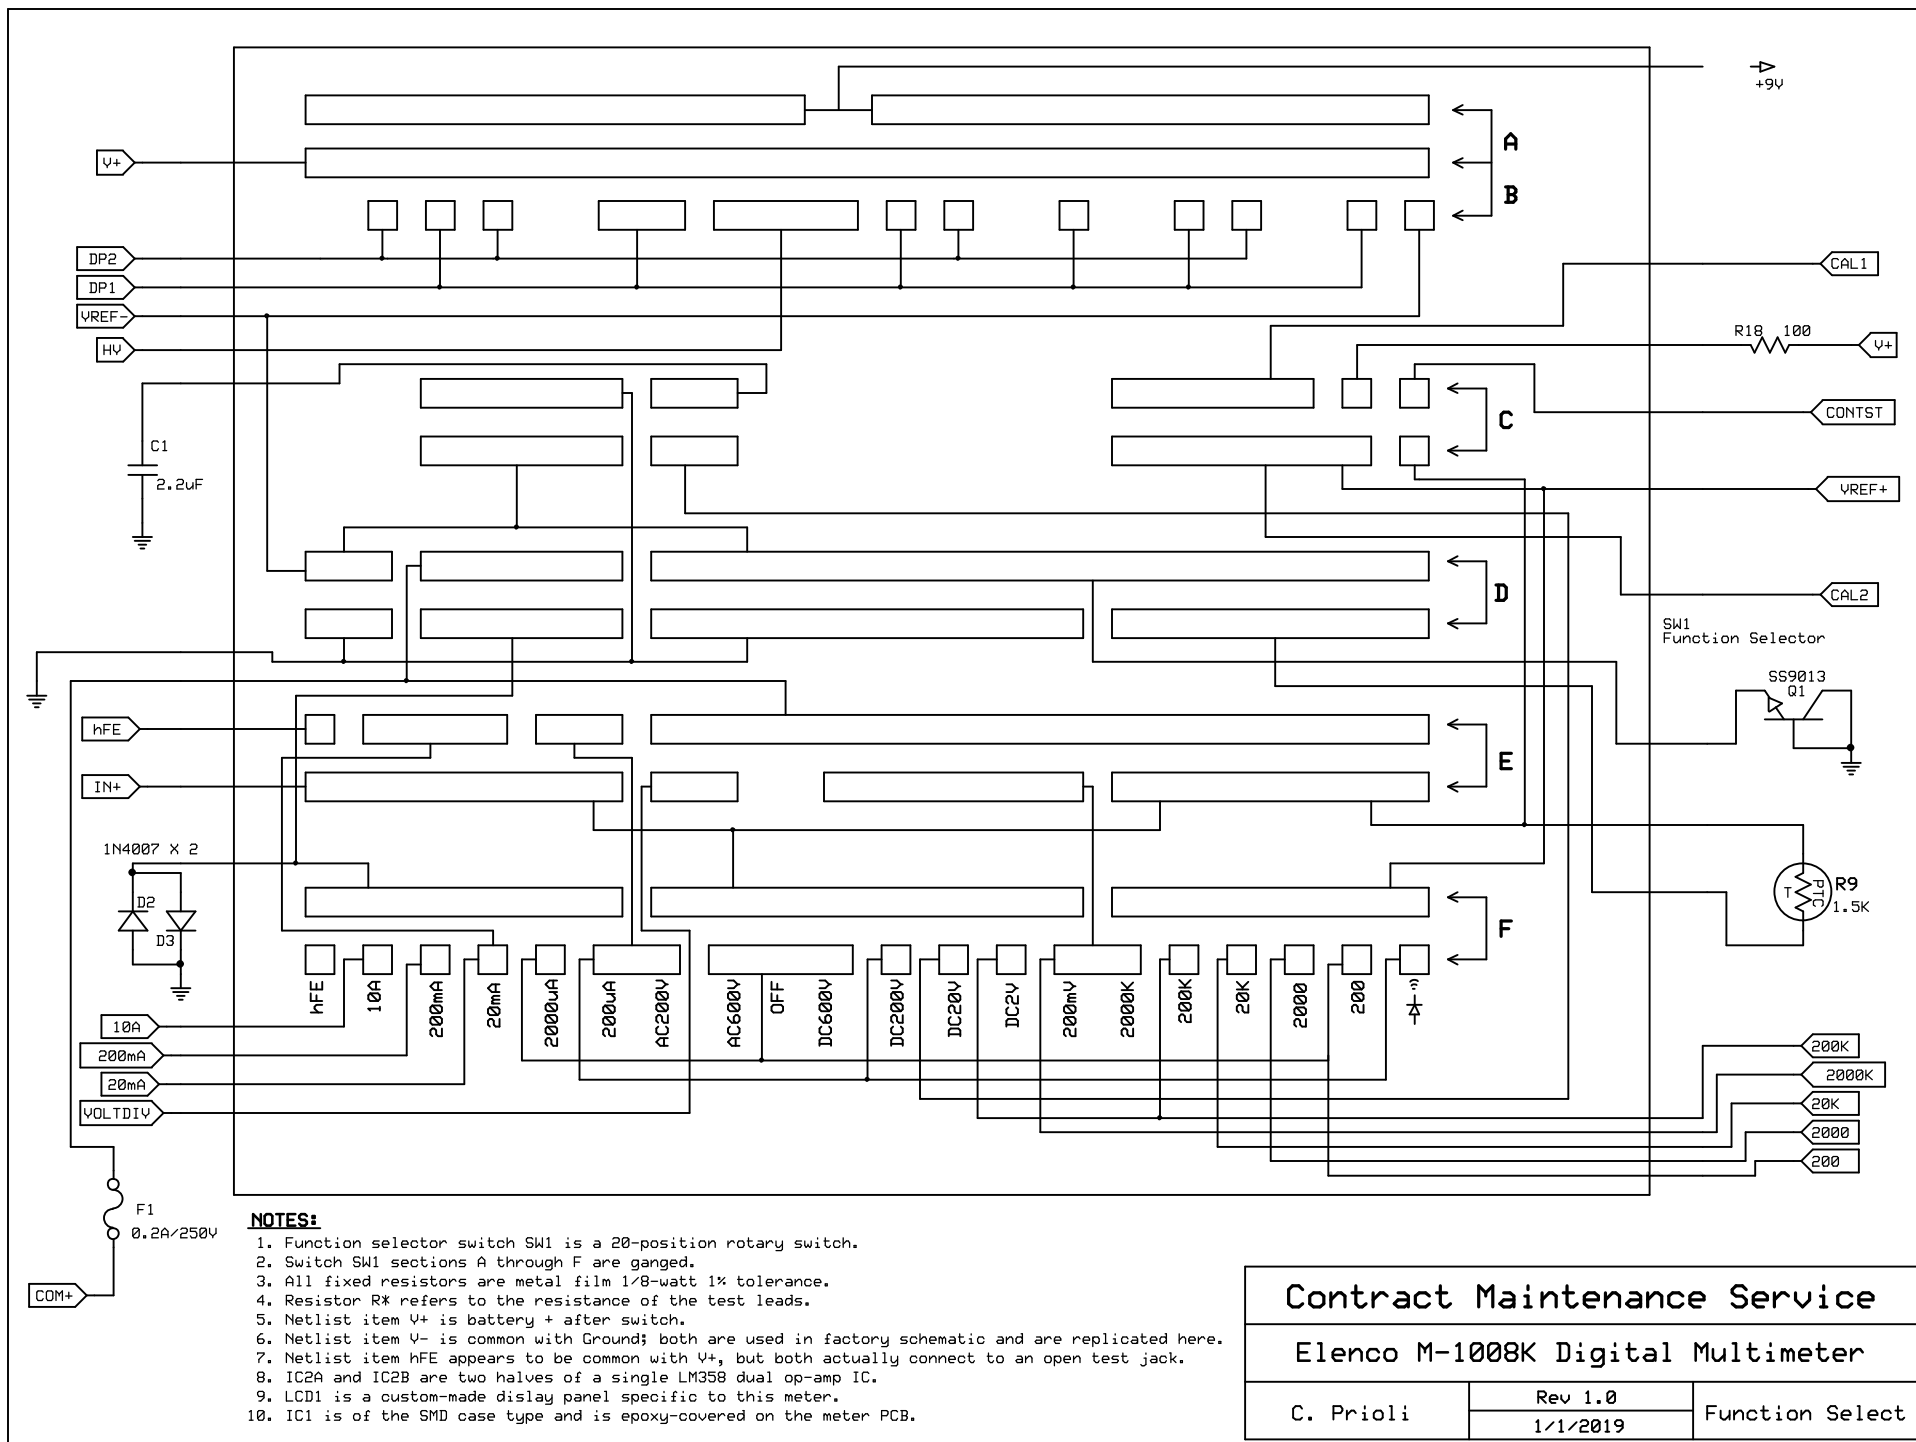 +9V
A
V+
B
DP2
DP1
VREF-
HV
CAL1
R18 100
V+
C
CONTST
C1
2.2uF
VREF+
D
CAL2
SW1
Function Selector
SS9013
Q1
hFE
E
IN+
1N4007 X 2
D2
D3
F
T
PTC
R9
1.5K
hFE
10A
200mA
20mA
2000uA
200uA
AC200V
AC600V
OFF
DC600V
DC200V
DC20V
DC2V
200mV
2000K
200K
20K
2000
200
10A
200mA
20mA
VOLTDIV
200K
2000K
20K
2000
200
F1
0.2A/250V
COM+
NOTES:
1. Function selector switch SW1 is a 20-position rotary switch.
2. Switch SW1 sections A through F are ganged.
3. All fixed resistors are metal film 1/8-watt 1% tolerance.
4. Resistor R* refers to the resistance of the test leads.
5. Netlist item V+ is battery + after switch.
6. Netlist item V- is common with Ground; both are used in factory schematic and are replicated here.
7. Netlist item hFE appears to be common with V+, but both actually connect to an open test jack.
8. IC2A and IC2B are two halves of a single LM358 dual op-amp IC.
9. LCD1 is a custom-made dislay panel specific to this meter.
10. IC1 is of the SMD case type and is epoxy-covered on the meter PCB.
Contract Maintenance Service
Elenco M-1008K Digital Multimeter
C. Prioli
Rev 1.0
1/1/2019
Function Select